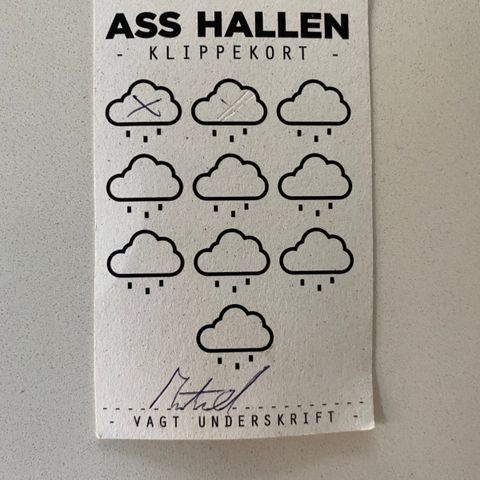 ASS HALLEN
- KLIPPEKORT -
- VAGT UNDERSKRIFT -